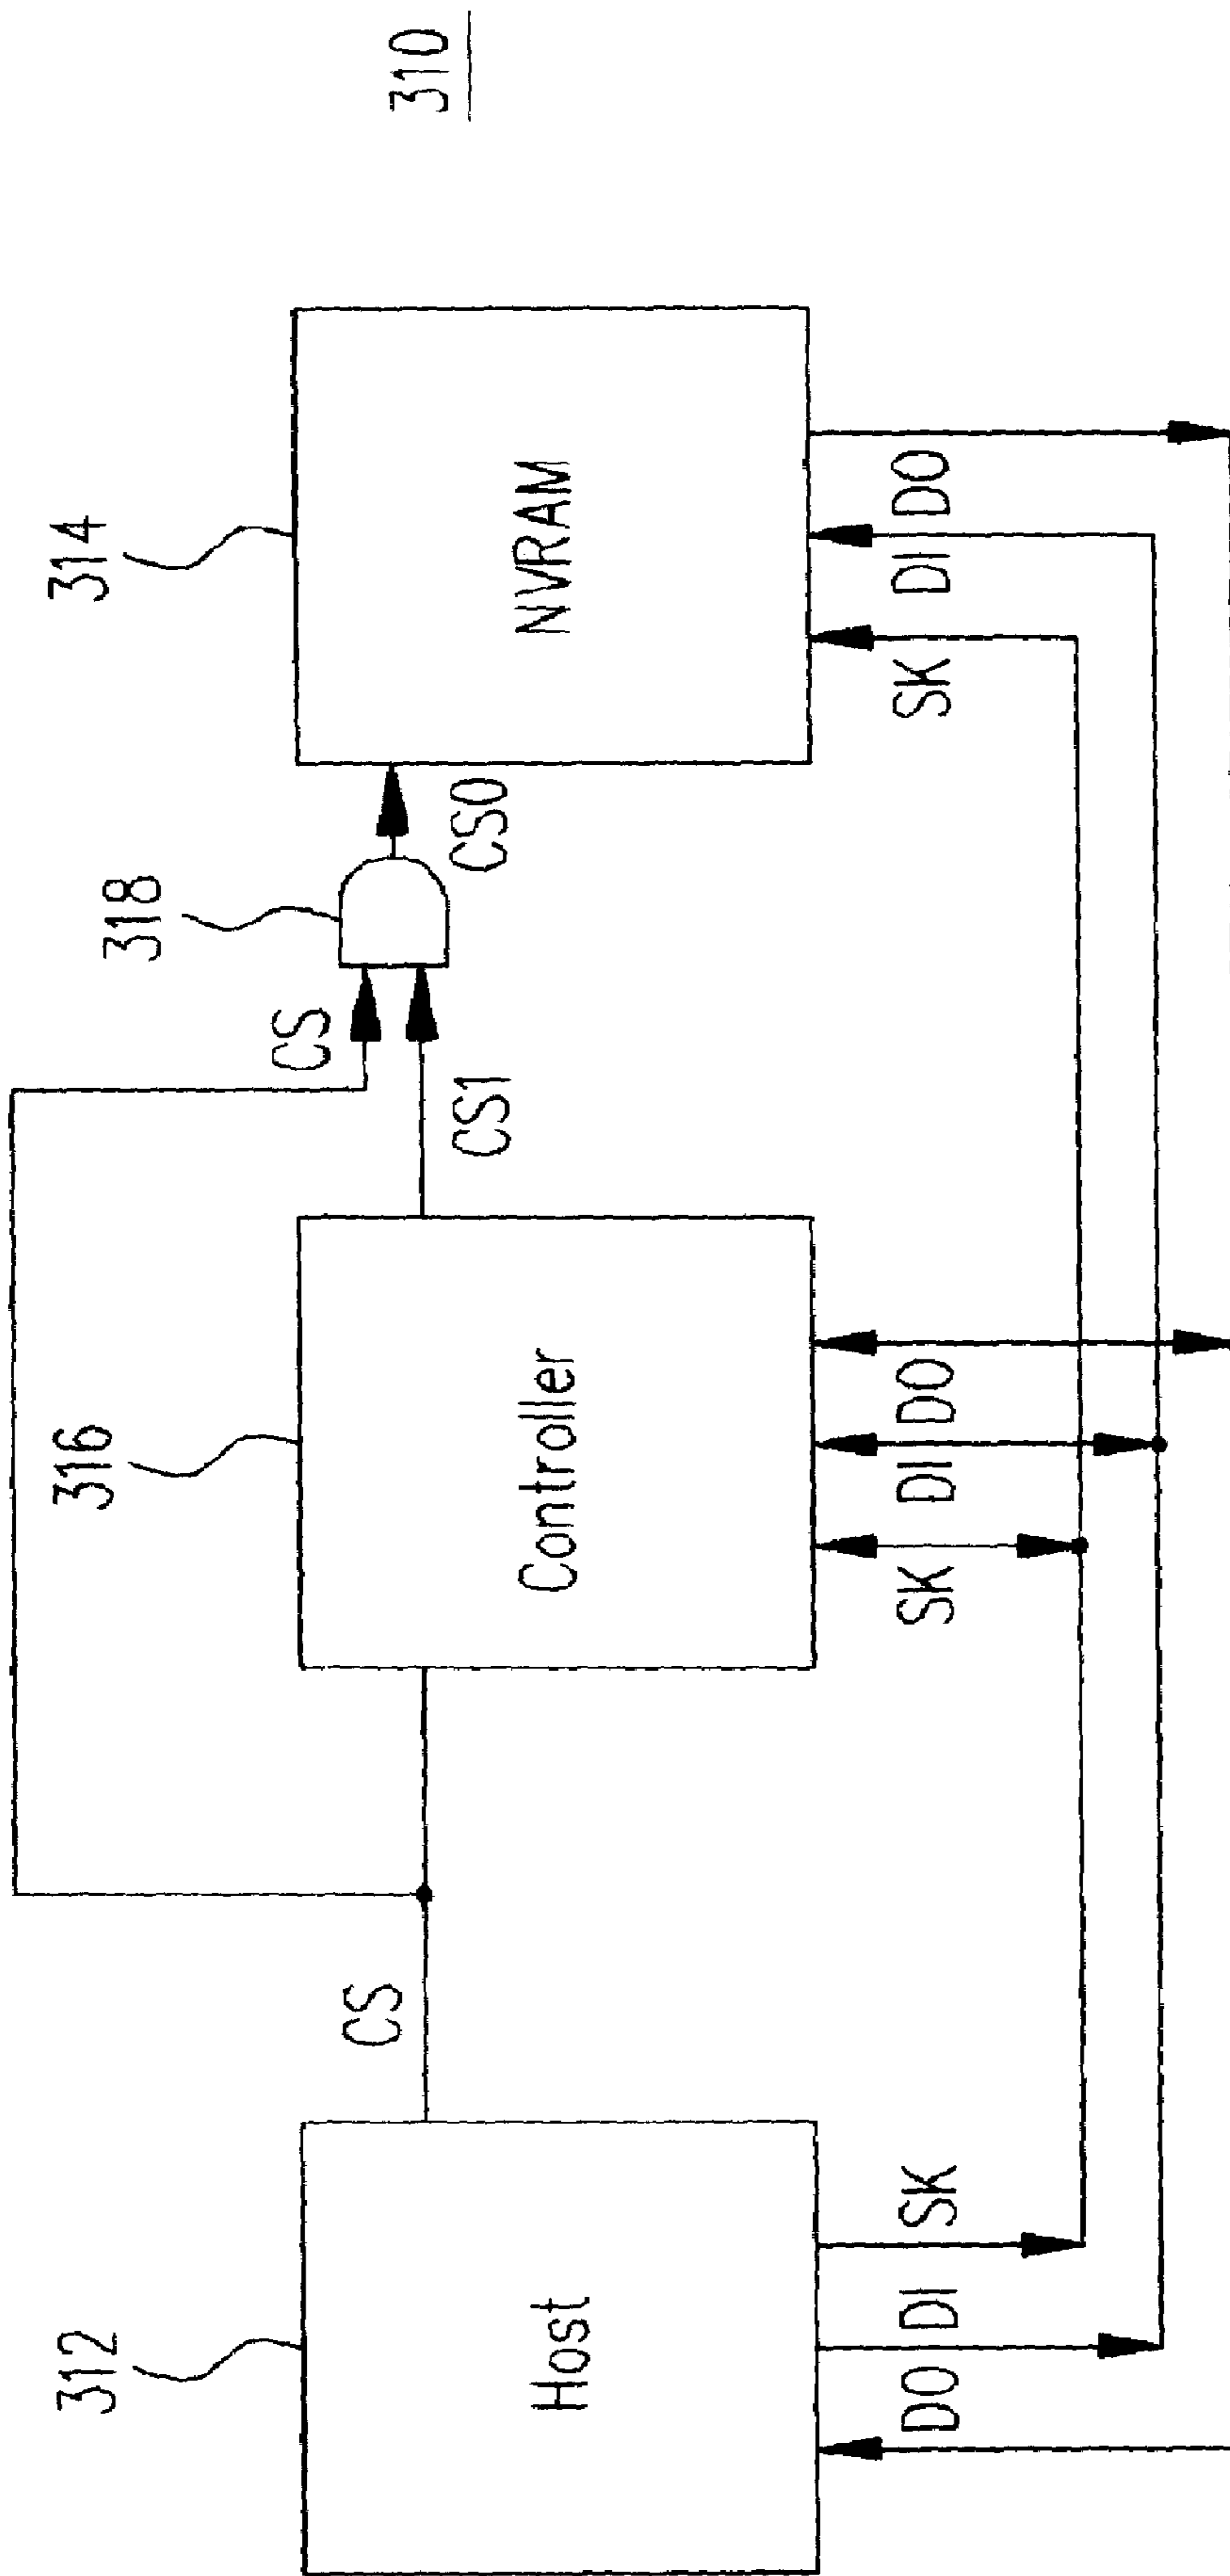 310
312
316
318
314
CS
CS
CS1
CS0
Host
Controller
NVRAM
DO
DI
SK
SK
DI
DO
SK
DI
DO